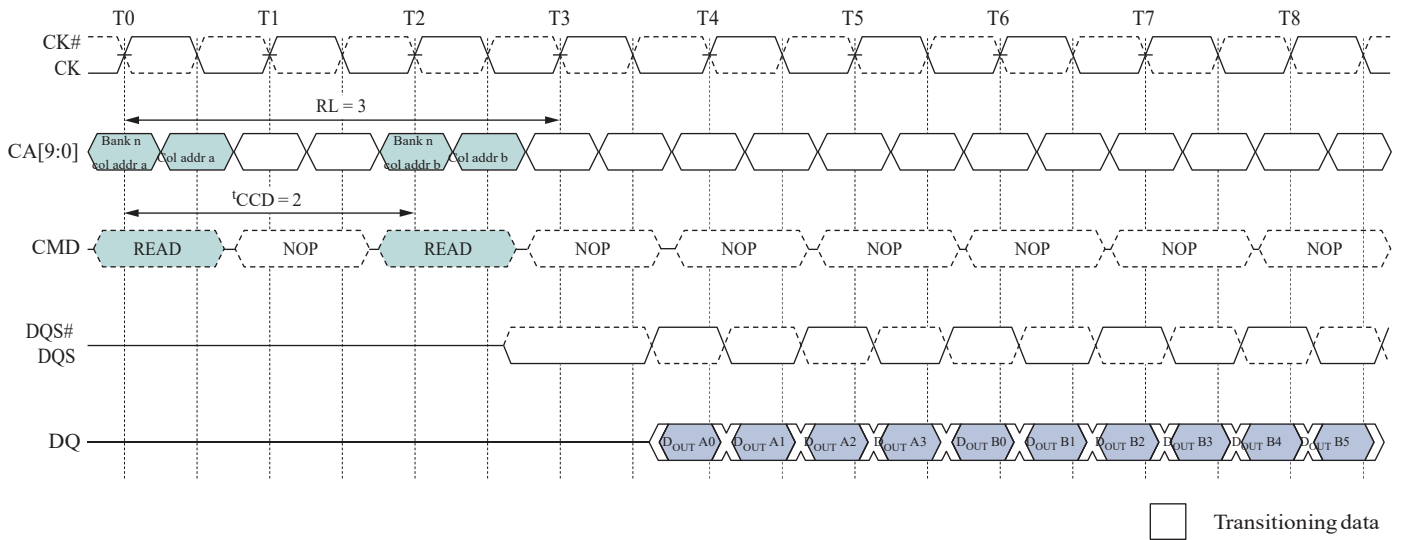 T0 T1 T2 T3 T4 T5 T6 T7 T8
CK#
CK
RL = 3
CA[9:0]
Bank n
col addr a
Col addr a
Bank n
col addr b
Col addr b
tCCD = 2
CMD READ NOP READ NOP NOP NOP NOP NOP NOP
DQS#
DQS
DQ DOUT A0 DOUT A1 DOUT A2 DOUT A3 DOUT B0 DOUT B1 DOUT B2 DOUT B3 DOUT B4 DOUT B5
Transitioning data